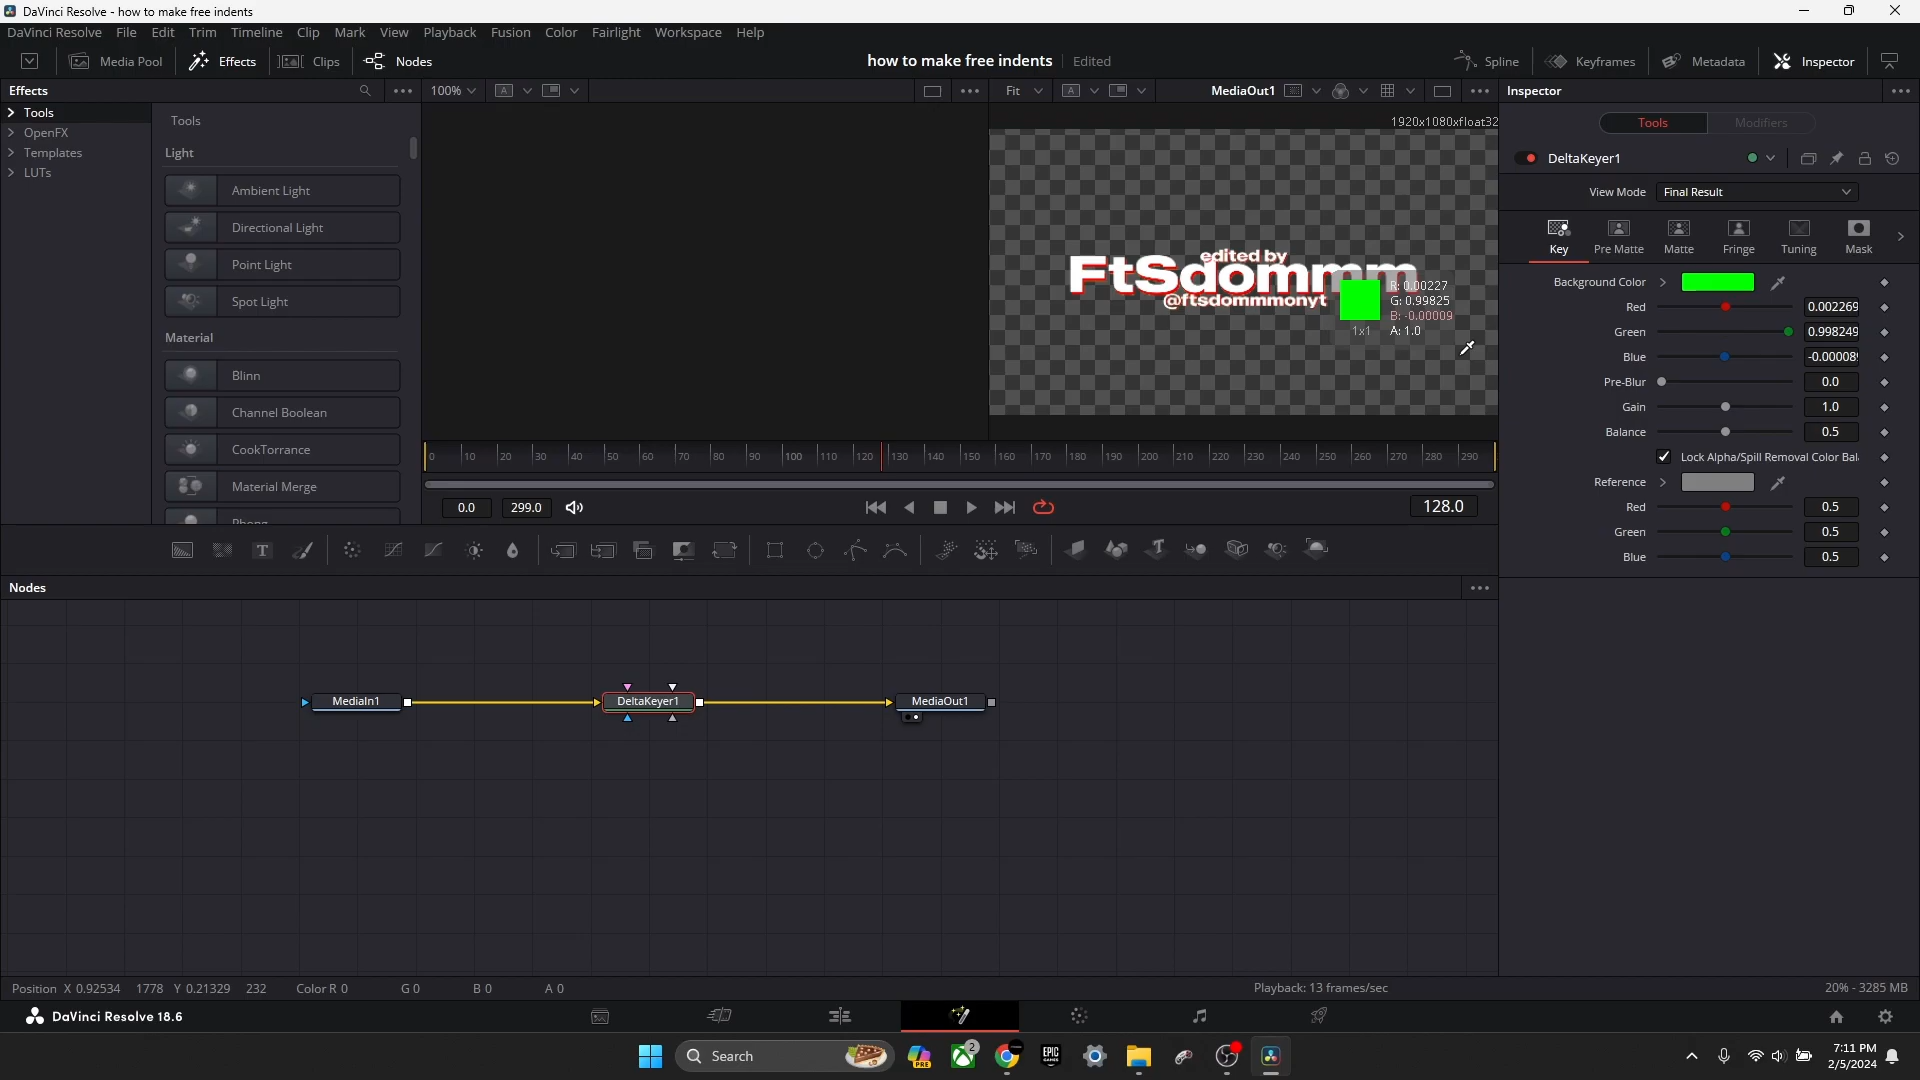 DaVinci Resolve - how to make free indents
DaVinci Resolve File Edit Trim Timeline Clip Mark View Playback Fusion Color Fairlight Workspace Help
Media Pool Effects Clips Nodes how to make free indents Edited Spline Keyframes Metadata Inspector
Effects 100% A Fit A MediaOut1 Inspector
Tools
OpenFX
Templates
LUTs
Tools
Light
Ambient Light
Directional Light
Point Light
Spot Light
Material
Blinn
Channel Boolean
CookTorrance
Material Merge
Phong
1920x1080xfloat32
edited by
FtSdommm
@ftsdommmonyt
R: 0.00227
G: 0.99825
B: -0.00009
A: 1.0
1x1
0 10 20 30 40 50 60 70 80 90 100 110 120 130 140 150 160 170 180 190 200 210 220 230 240 250 260 270 280 290
0.0 299.0 128.0
T
T
Tools Modifiers
DeltaKeyer1
View Mode Final Result
Key Pre Matte Matte Fringe Tuning Mask
Background Color
Red 0.002269
Green 0.998249
Blue -0.000089
Pre-Blur 0.0
Gain 1.0
Balance 0.5
Lock Alpha/Spill Removal Color Bal
Reference
Red 0.5
Green 0.5
Blue 0.5
Nodes
MediaIn1 DeltaKeyer1 MediaOut1
Position X 0.92534 1778 Y 0.21329 232 Color R 0 G 0 B 0 A 0 Playback: 13 frames/sec 20% - 3285 MB
DaVinci Resolve 18.6
Search
PRE
2
EPIC GAMES
7:11 PM
2/5/2024